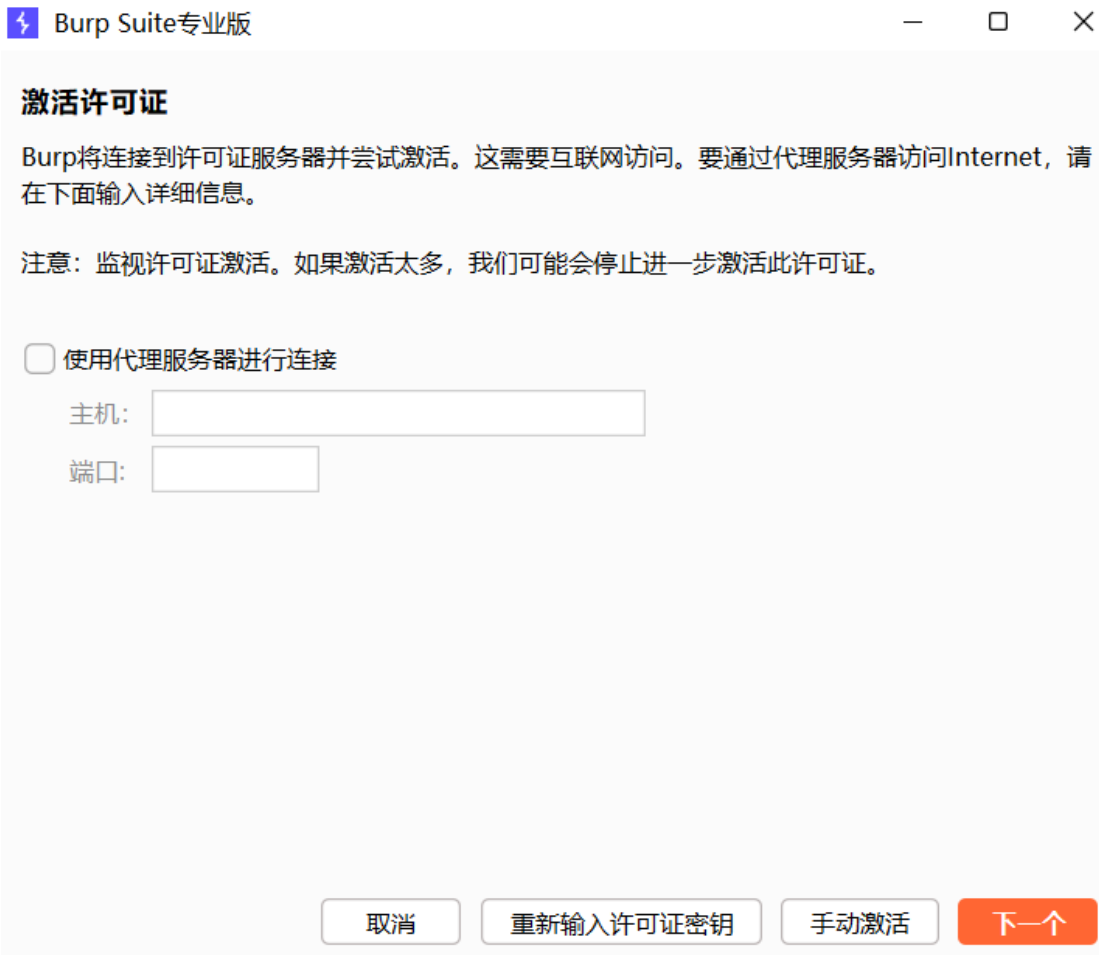 Burp Suite专业版
激活许可证
Burp将连接到许可证服务器并尝试激活。这需要互联网访问。要通过代理服务器访问Internet，请
在下面输入详细信息。
注意：监视许可证激活。如果激活太多，我们可能会停止进一步激活此许可证。
使用代理服务器进行连接
主机：
端口:
取消 重新输入许可证密钥 手动激活 下一个